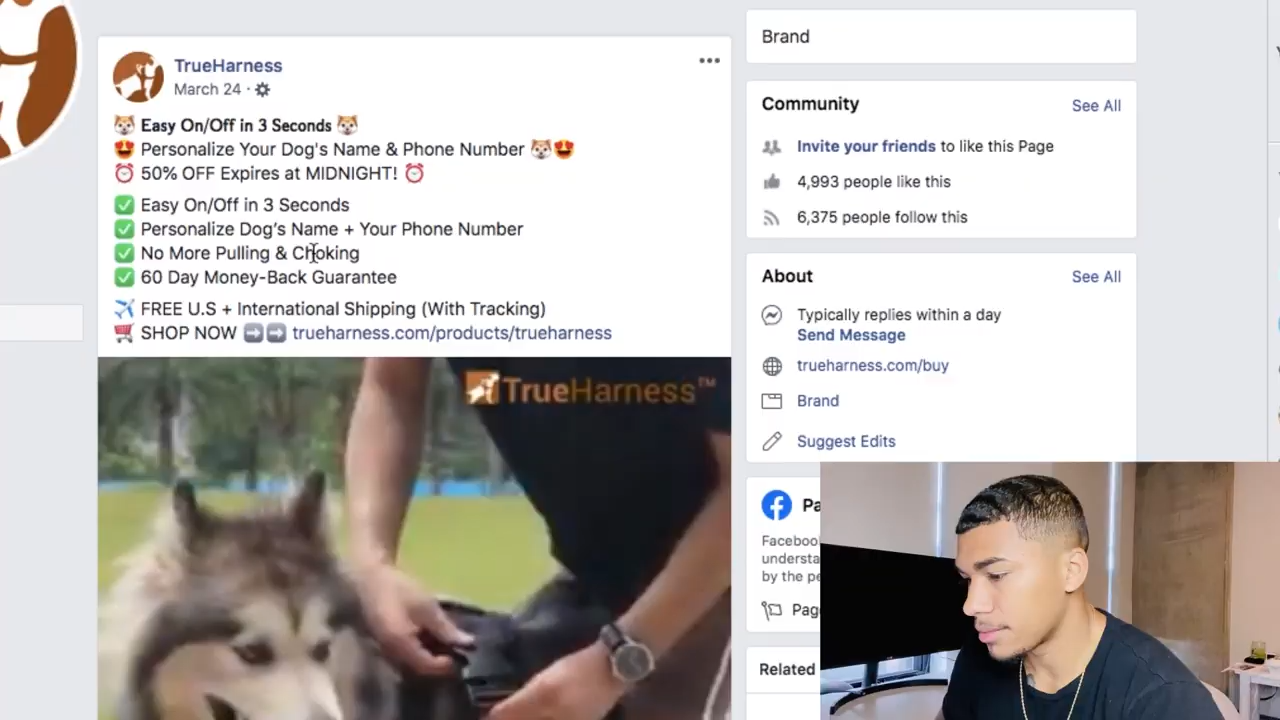 TrueHarness
March 24
Easy On/Off in 3 Seconds
Personalize Your Dog's Name & Phone Number
50% OFF Expires at MIDNIGHT!
Easy On/Off in 3 Seconds
Personalize Dog's Name + Your Phone Number
No More Pulling & Choking
60 Day Money-Back Guarantee
FREE U.S + International Shipping (With Tracking)
SHOP NOW trueharness.com/products/trueharness
TrueHarness™
Brand
Community See All
Invite your friends to like this Page
4,993 people like this
6,375 people follow this
About See All
Typically replies within a day
Send Message
trueharness.com/buy
Brand
Suggest Edits
by the
Related